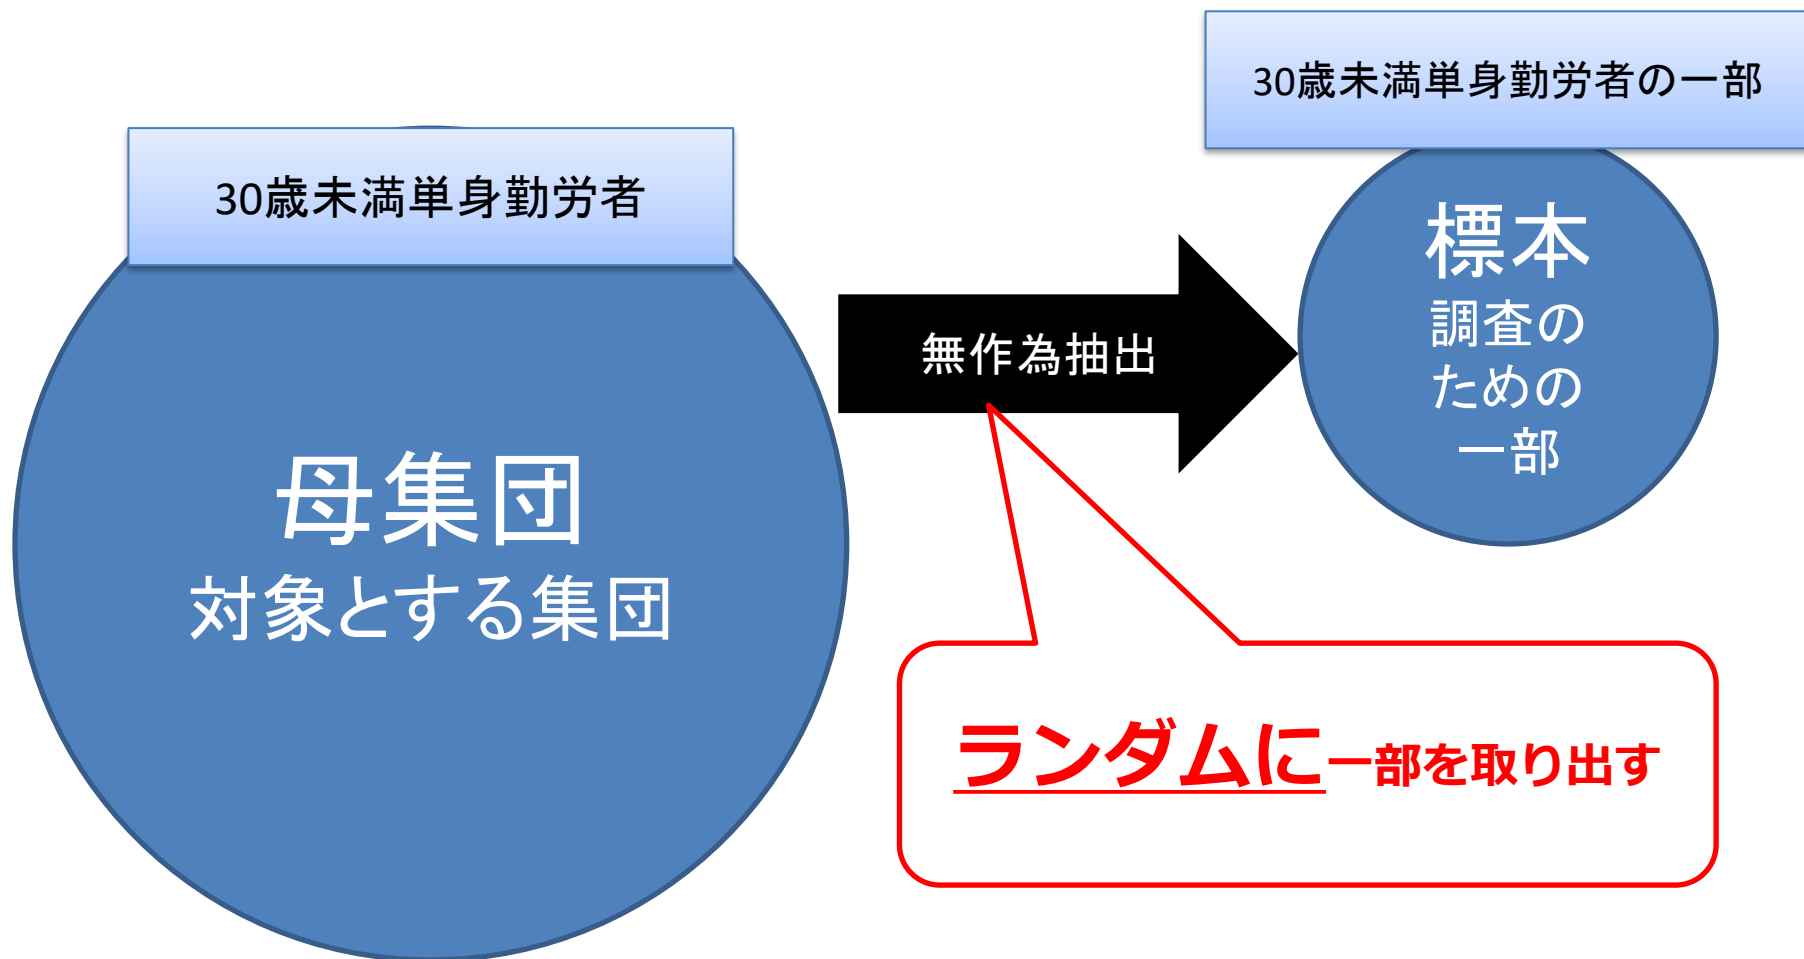 30歳未満単身勤労者
母集団
対象とする集団
無作為抽出
30歳未満単身勤労者の一部
標本
調査の
ための
一部
ランダムに一部を取り出す